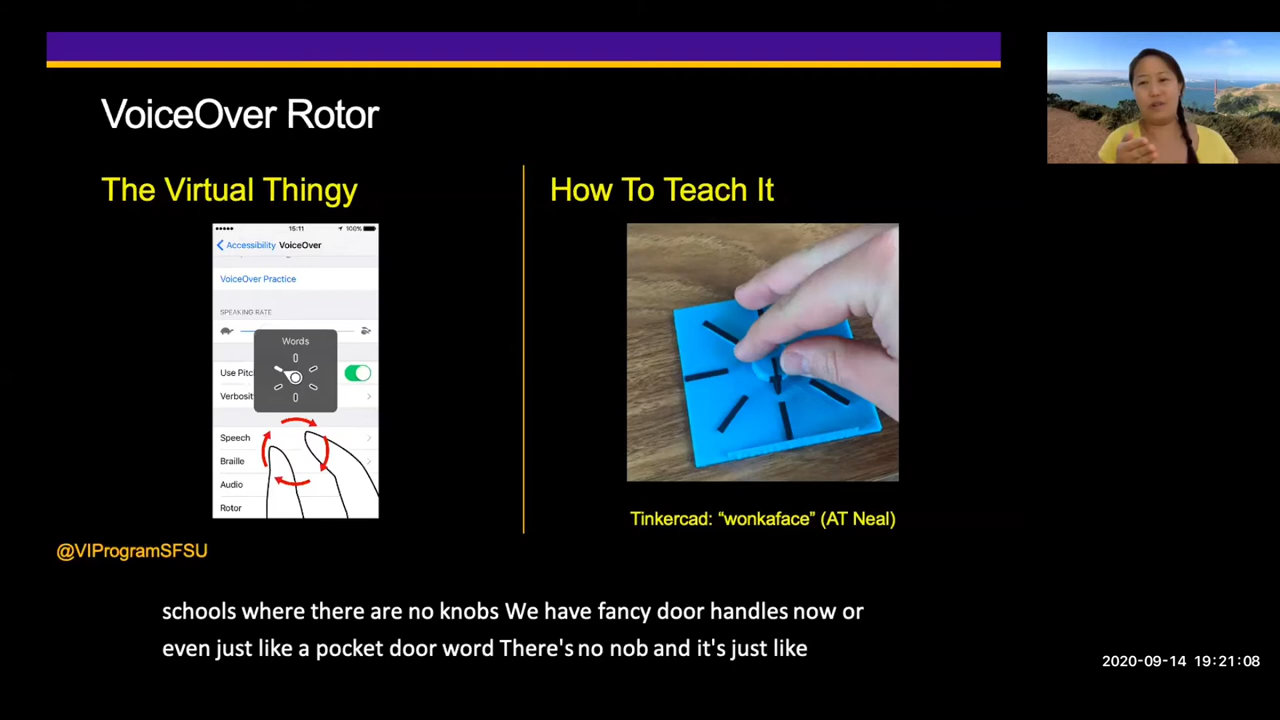 VoiceOver Rotor
The Virtual Thingy
15:11
100%
Accessibility VoiceOver
VoiceOver Practice
SPEAKING RATE
Words
Use Pitc
Verbosit
Speech
Braille
Audio
Rotor
How To Teach It
Tinkercad: “wonkaface” (AT Neal)
@VIProgramSFSU
schools where there are no knobs We have fancy door handles now or
even just like a pocket door word There's no nob and it's just like
2020-09-14 19:21:08